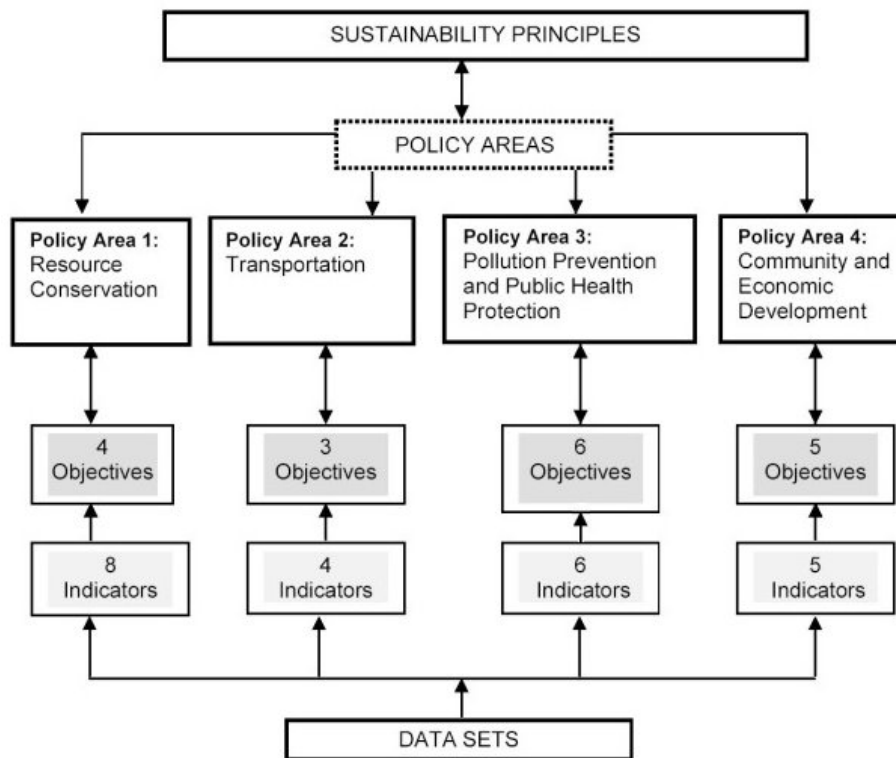 SUSTAINABILITY PRINCIPLES
POLICY AREAS
Policy Area 1:
Resource
Conservation
Policy Area 2:
Transportation
Policy Area 3:
Pollution Prevention
and Public Health
Protection
Policy Area 4:
Community and
Economic
Development
4
Objectives
3
Objectives
6
Objectives
5
Objectives
8
Indicators
4
Indicators
6
Indicators
5
Indicators
DATA SETS